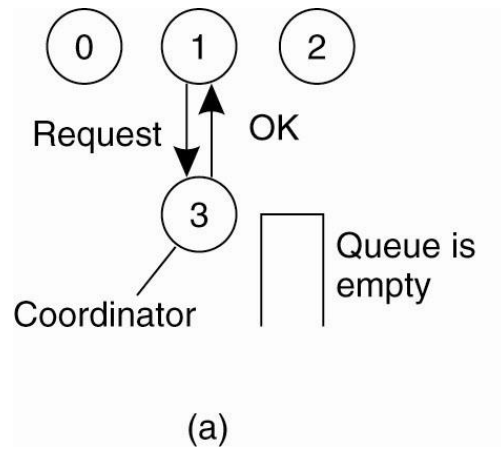 0 1 2
Request OK
3
Queue is
empty
Coordinator
(a)